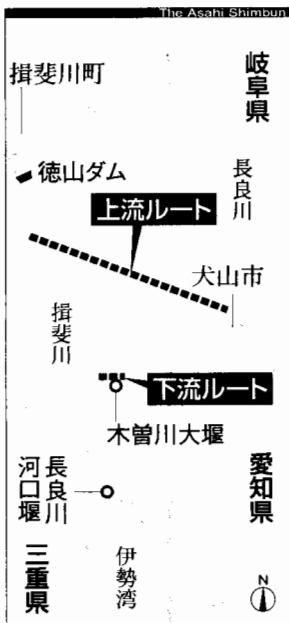 The Asahi Shimbun
揖斐川町
岐阜県
徳山ダム
長良川
上流ルート
犬山市
揖斐川
下流ルート
木曽川大堰
愛知県
長良川
河口堰
三重県
伊勢湾
N